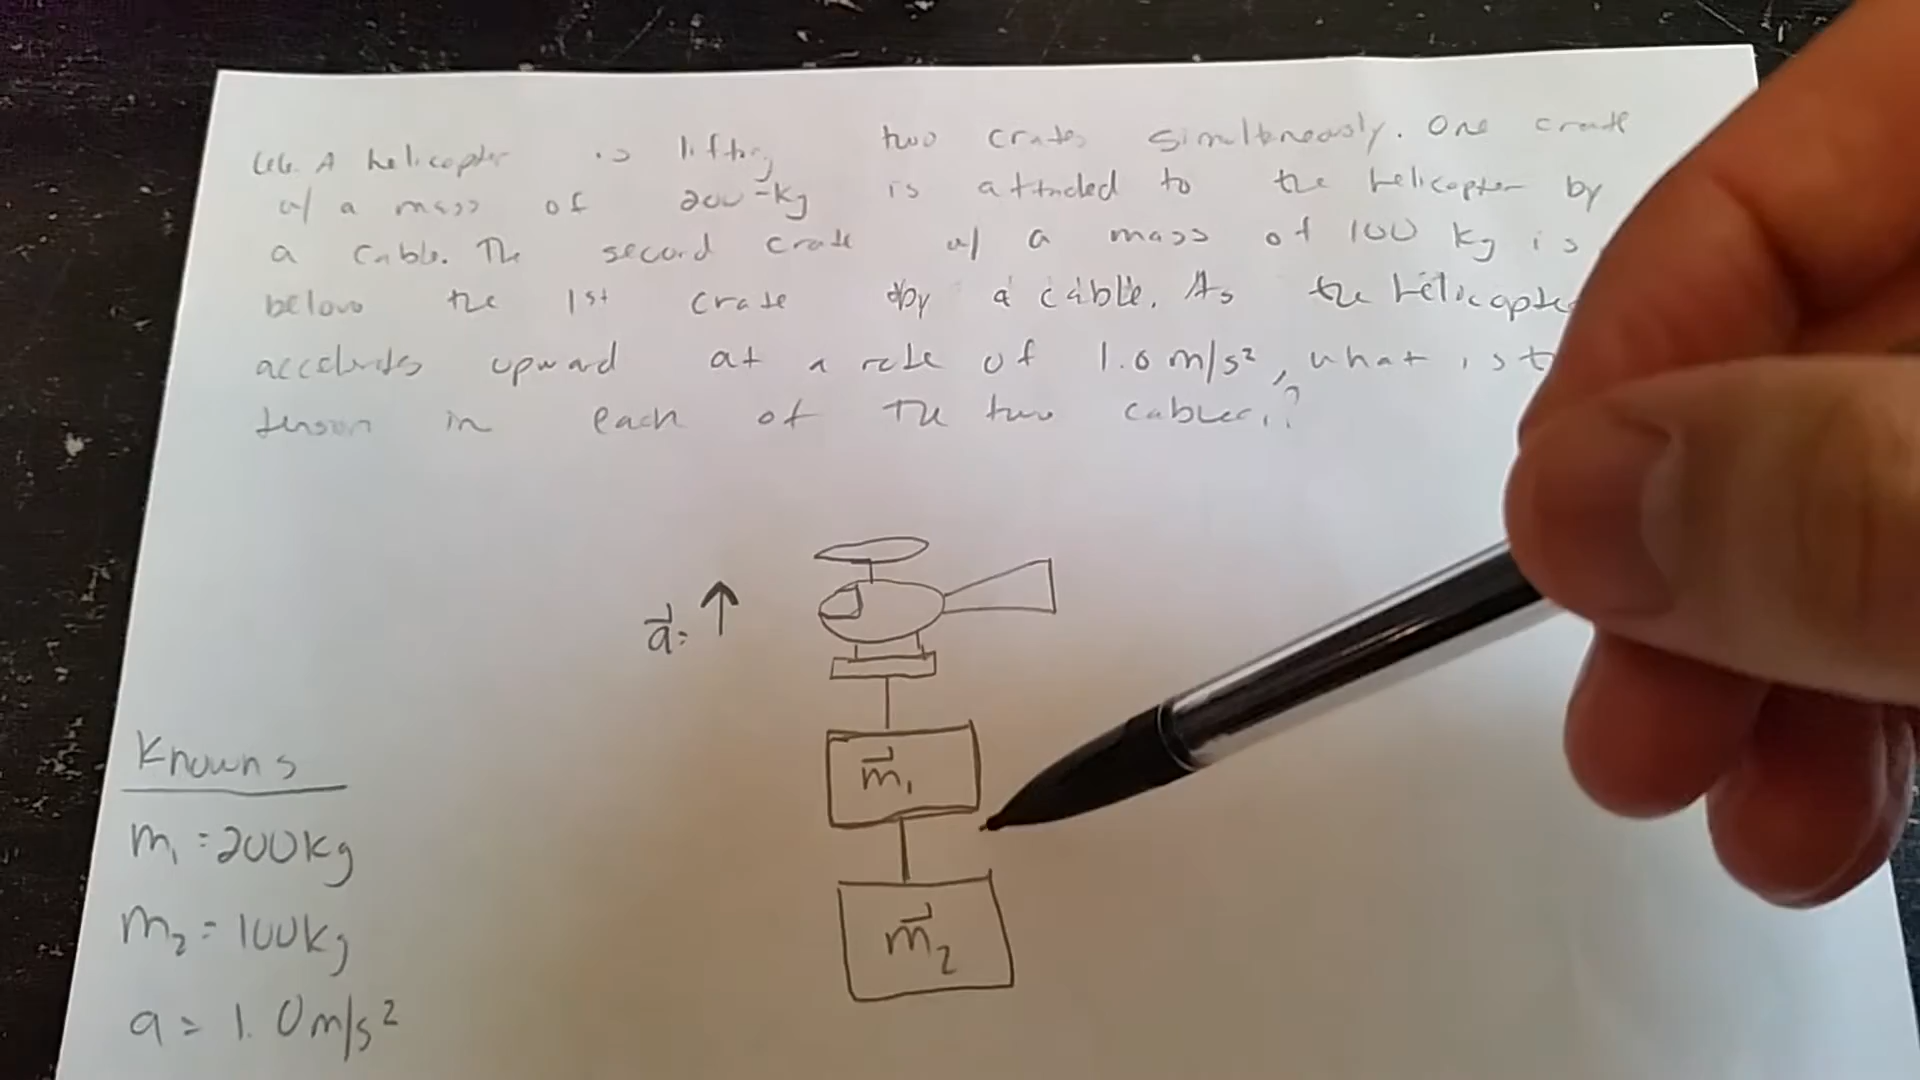 66. A helicopter is lifting two crates simultaneously. One crate
w/ a mass of 200-kg is attached to the helicopter by
a cable. The second crate w/ a mass of 100 kg is
below the 1st crate by a cable. As the helicopter
accelerates upward at a rate of 1.0 m/s², what is t
tension in each of the two cables?
a⃗:
m⃗₁
m⃗₂
Knowns
m₁ = 200kg
m₂ = 100kg
a = 1.0m/s²